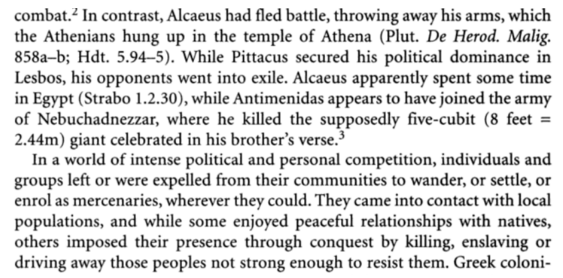 combat.² In contrast, Alcaeus had fled battle, throwing away his arms, which
the Athenians hung up in the temple of Athena (Plut. De Herod. Malig.
858a–b; Hdt. 5.94–5). While Pittacus secured his political dominance in
Lesbos, his opponents went into exile. Alcaeus apparently spent some time
in Egypt (Strabo 1.2.30), while Antimenidas appears to have joined the army
of Nebuchadnezzar, where he killed the supposedly five-cubit (8 feet =
2.44m) giant celebrated in his brother's verse.³
In a world of intense political and personal competition, individuals and
groups left or were expelled from their communities to wander, or settle, or
enrol as mercenaries, wherever they could. They came into contact with local
populations, and while some enjoyed peaceful relationships with natives,
others imposed their presence through conquest by killing, enslaving or
driving away those peoples not strong enough to resist them. Greek coloni-